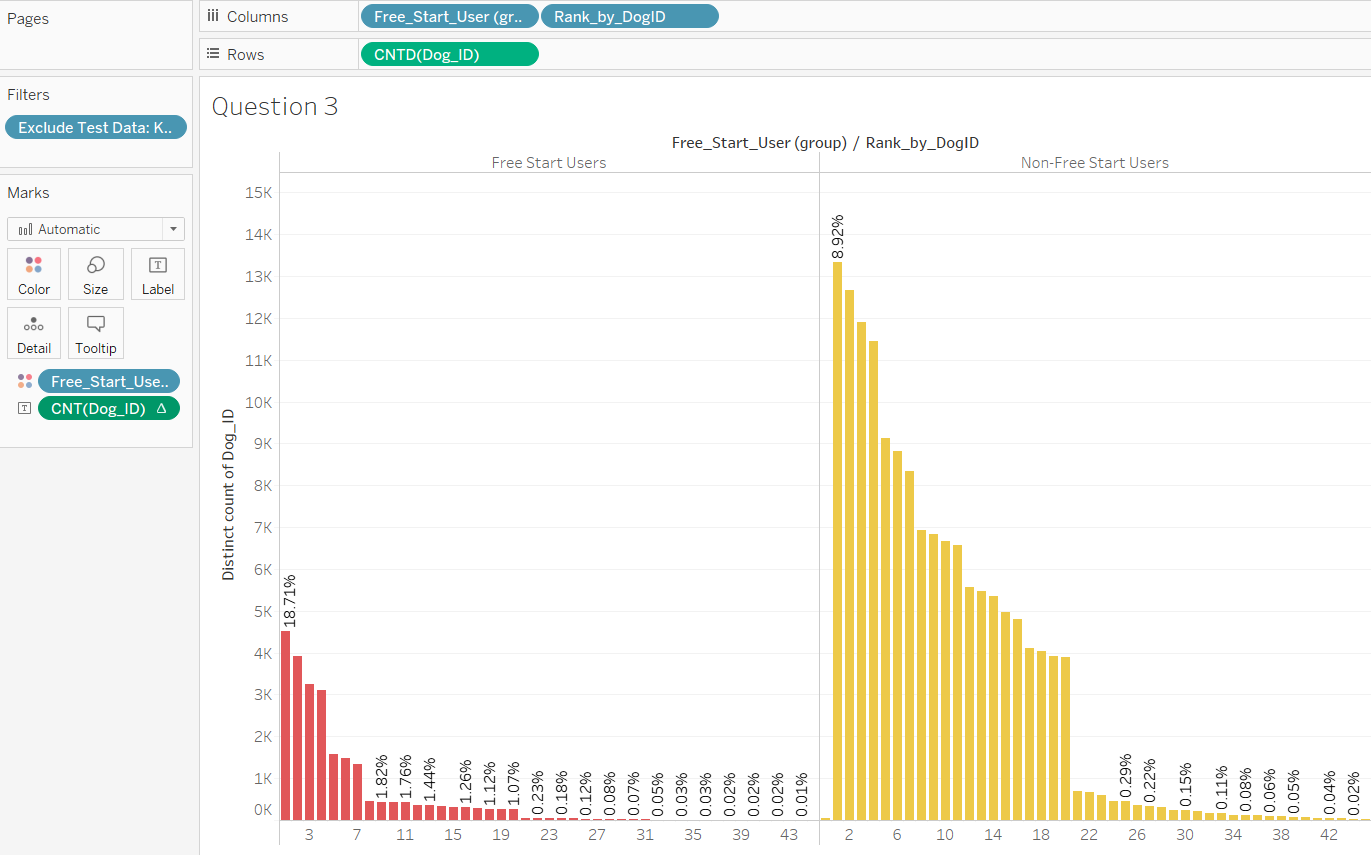 Pages
Columns
Free_Start_User (gr..
Rank_by_DogID
Rows
CNTD(Dog_ID)
Filters
Exclude Test Data: K..
Marks
Automatic
Color
Size
Label
Detail
Tooltip
Free_Start_Use..
CNT(Dog_ID) Δ
Question 3
Free_Start_User (group) / Rank_by_DogID
Free Start Users
Non-Free Start Users
Distinct count of Dog_ID
15K
14K
13K
12K
11K
10K
9K
8K
7K
6K
5K
4K
3K
2K
1K
0K
18.71%
1.82%
1.76%
1.44%
1.26%
1.12%
1.07%
0.23%
0.18%
0.12%
0.08%
0.07%
0.05%
0.03%
0.03%
0.02%
0.02%
0.02%
0.01%
8.92%
0.29%
0.22%
0.15%
0.11%
0.08%
0.06%
0.05%
0.04%
0.02%
3 7 11 15 19 23 27 31 35 39 43
2 6 10 14 18 22 26 30 34 38 42